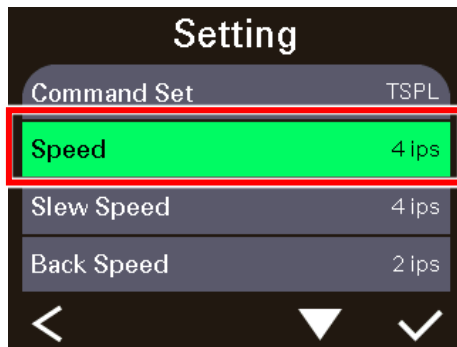 Setting
Command Set TSPL
Speed 4 ips
Slew Speed 4 ips
Back Speed 2 ips